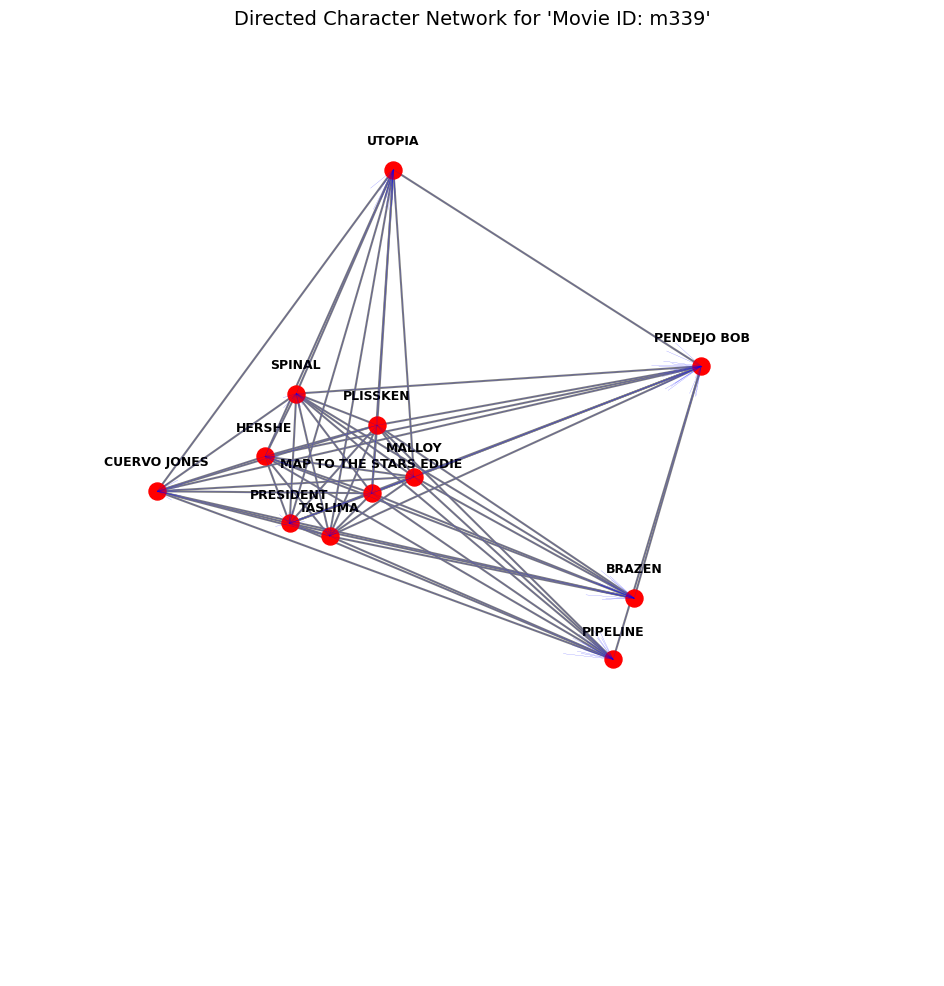 Directed Character Network for 'Movie ID: m339'
UTOPIA
PENDEJO BOB
SPINAL
PLISSKEN
HERSHE
MALLOY
CUERVO JONES
MAP TO THE STARS EDDIE
PRESIDENT
TASLIMA
BRAZEN
PIPELINE